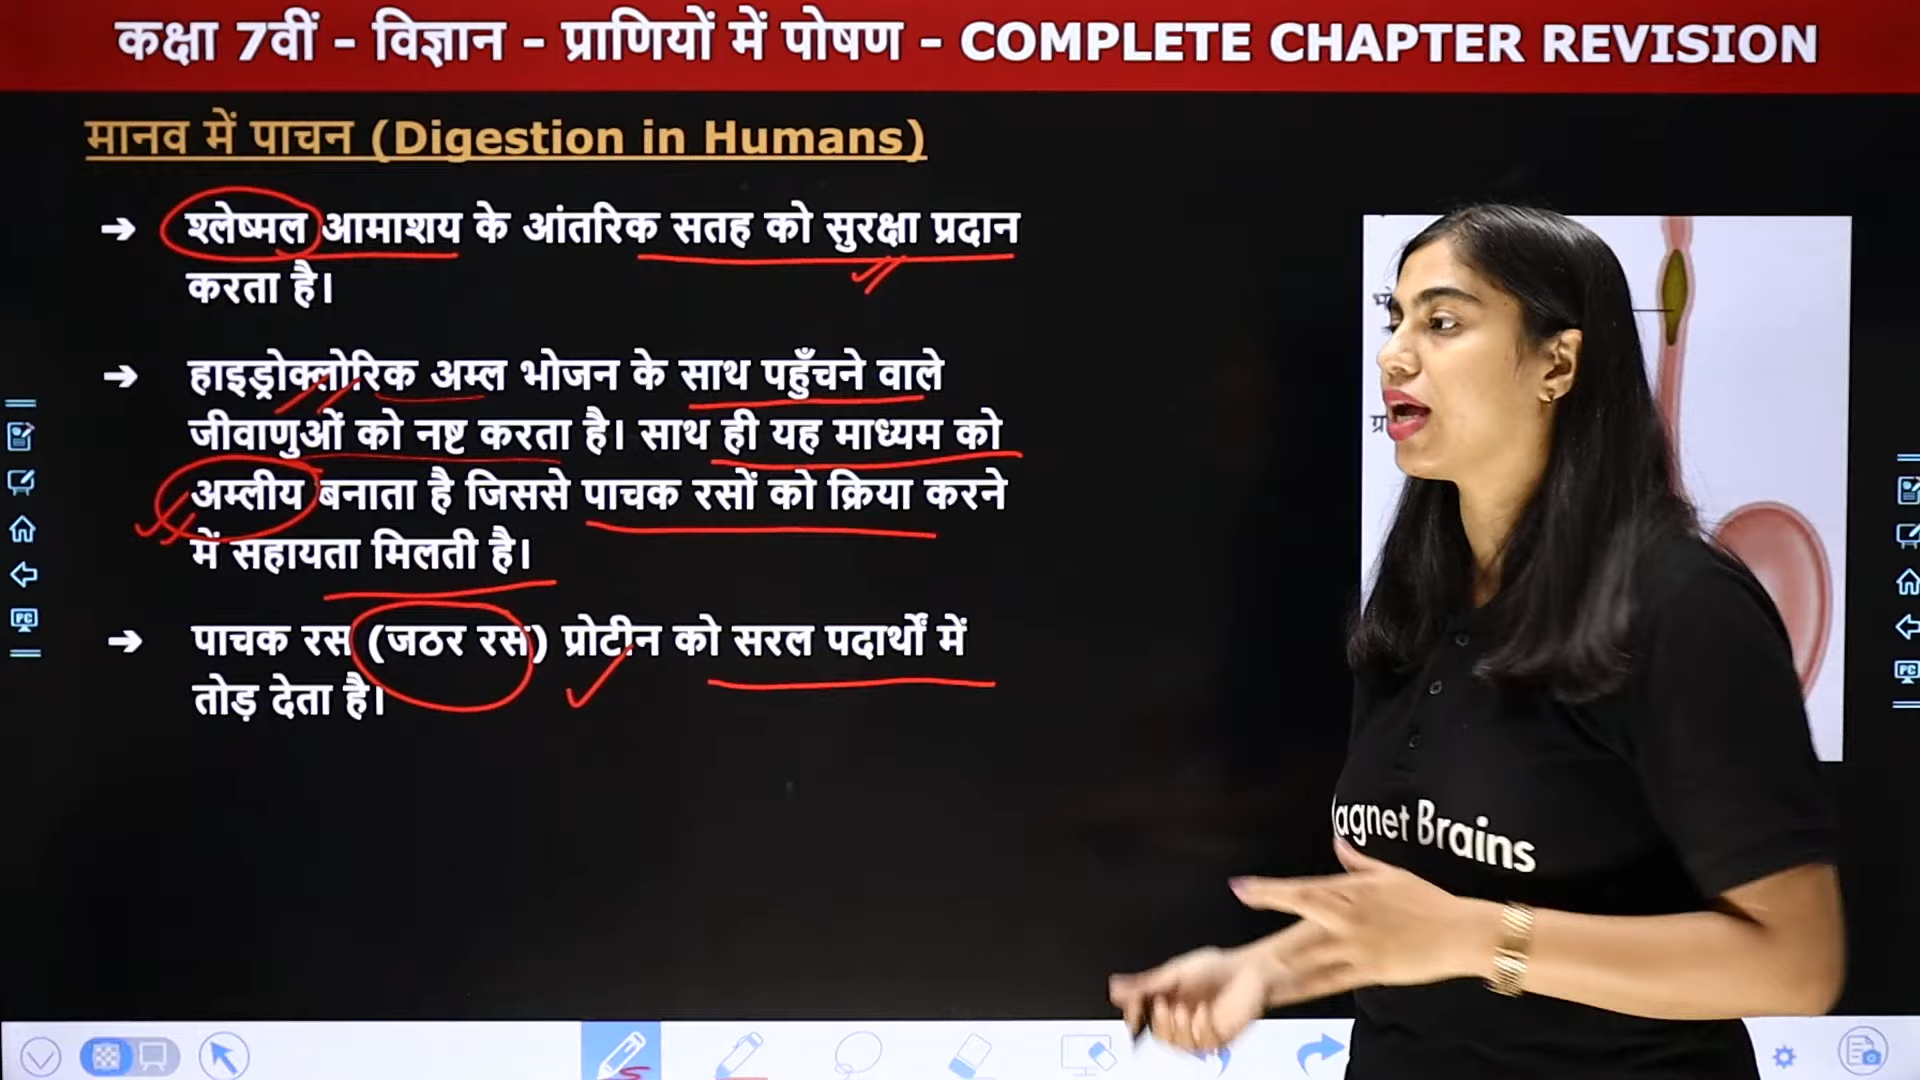 कक्षा 7वीं - विज्ञान - प्राणियों में पोषण - COMPLETE CHAPTER REVISION
मानव में पाचन (Digestion in Humans)
➔ श्लेष्मल आमाशय के आंतरिक सतह को सुरक्षा प्रदान
करता है।
➔ हाइड्रोक्लोरिक अम्ल भोजन के साथ पहुँचने वाले
जीवाणुओं को नष्ट करता है। साथ ही यह माध्यम को
अम्लीय बनाता है जिससे पाचक रसों को क्रिया करने
में सहायता मिलती है।
➔ पाचक रस (जठर रस) प्रोटीन को सरल पदार्थों में
तोड़ देता है।
agnet Brains
PC
PC